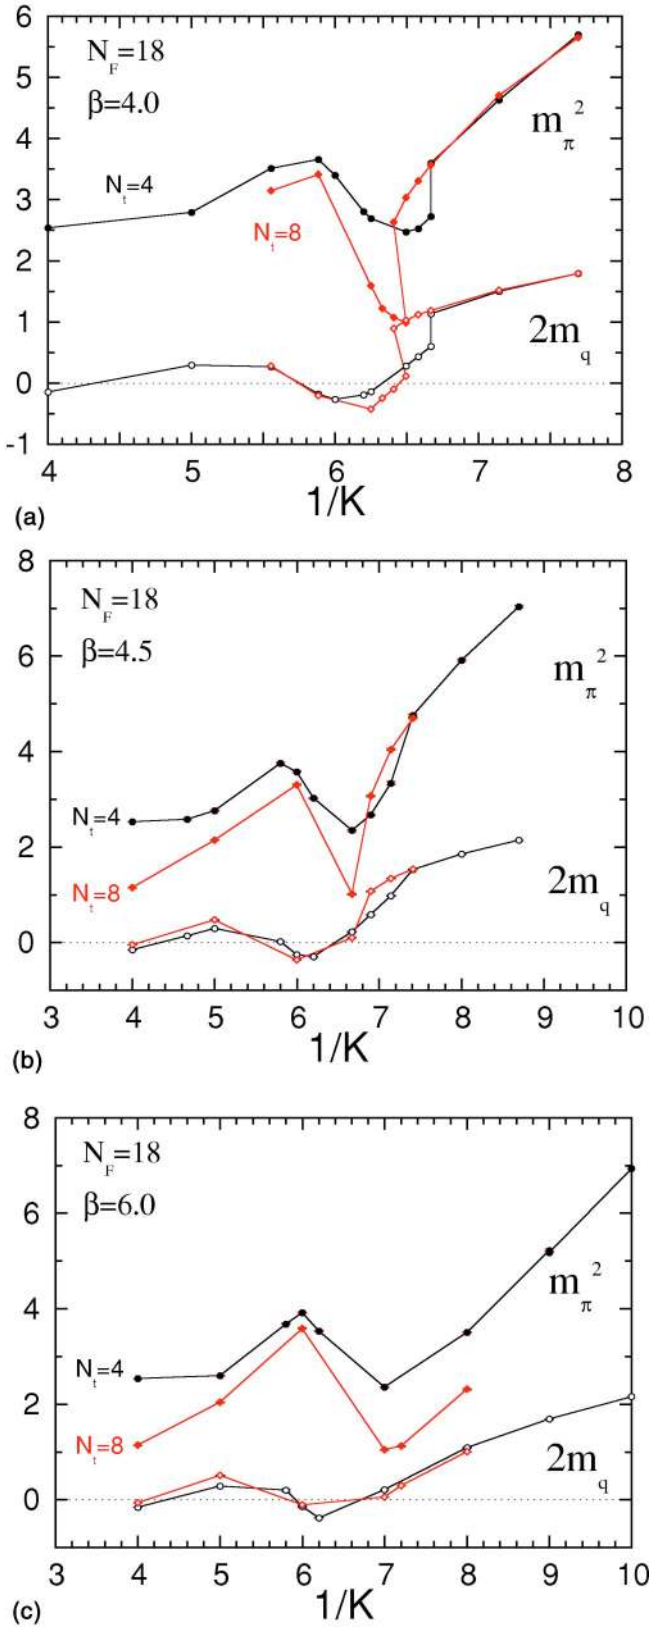 6
5
4
3
2
1
0
-1
N_F=18
β=4.0
m_π^2
N_t=4
N_t=8
2m_q
4 5 6 7 8
1/K
(a)
8
6
4
2
0
N_F=18
β=4.5
m_π^2
N_t=4
N_t=8
2m_q
3 4 5 6 7 8 9 10
1/K
(b)
8
6
4
2
0
N_F=18
β=6.0
m_π^2
N_t=4
N_t=8
2m_q
3 4 5 6 7 8 9 10
1/K
(c)